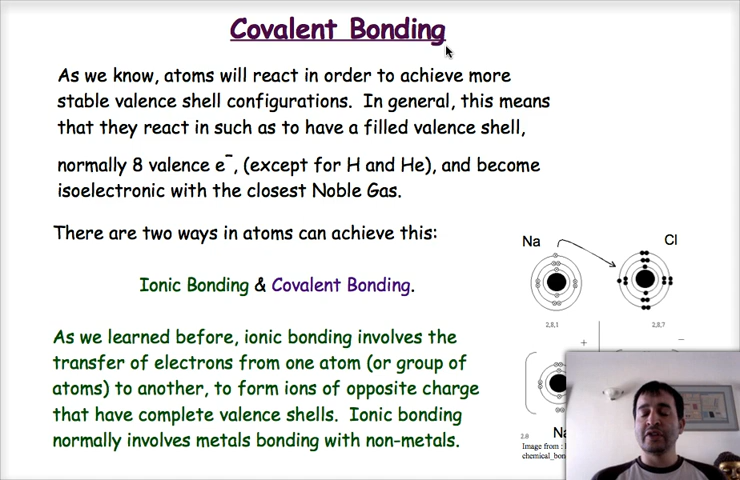 Covalent Bonding
As we know, atoms will react in order to achieve more
stable valence shell configurations. In general, this means
that they react in such as to have a filled valence shell,
normally 8 valence e⁻, (except for H and He), and become
isoelectronic with the closest Noble Gas.
There are two ways in atoms can achieve this:
Ionic Bonding & Covalent Bonding.
As we learned before, ionic bonding involves the
transfer of electrons from one atom (or group of
atoms) to another, to form ions of opposite charge
that have complete valence shells. Ionic bonding
normally involves metals bonding with non-metals.
Na Cl
2,8,1 2,8,7
+ −
2,8
Image from :
chemical_bon